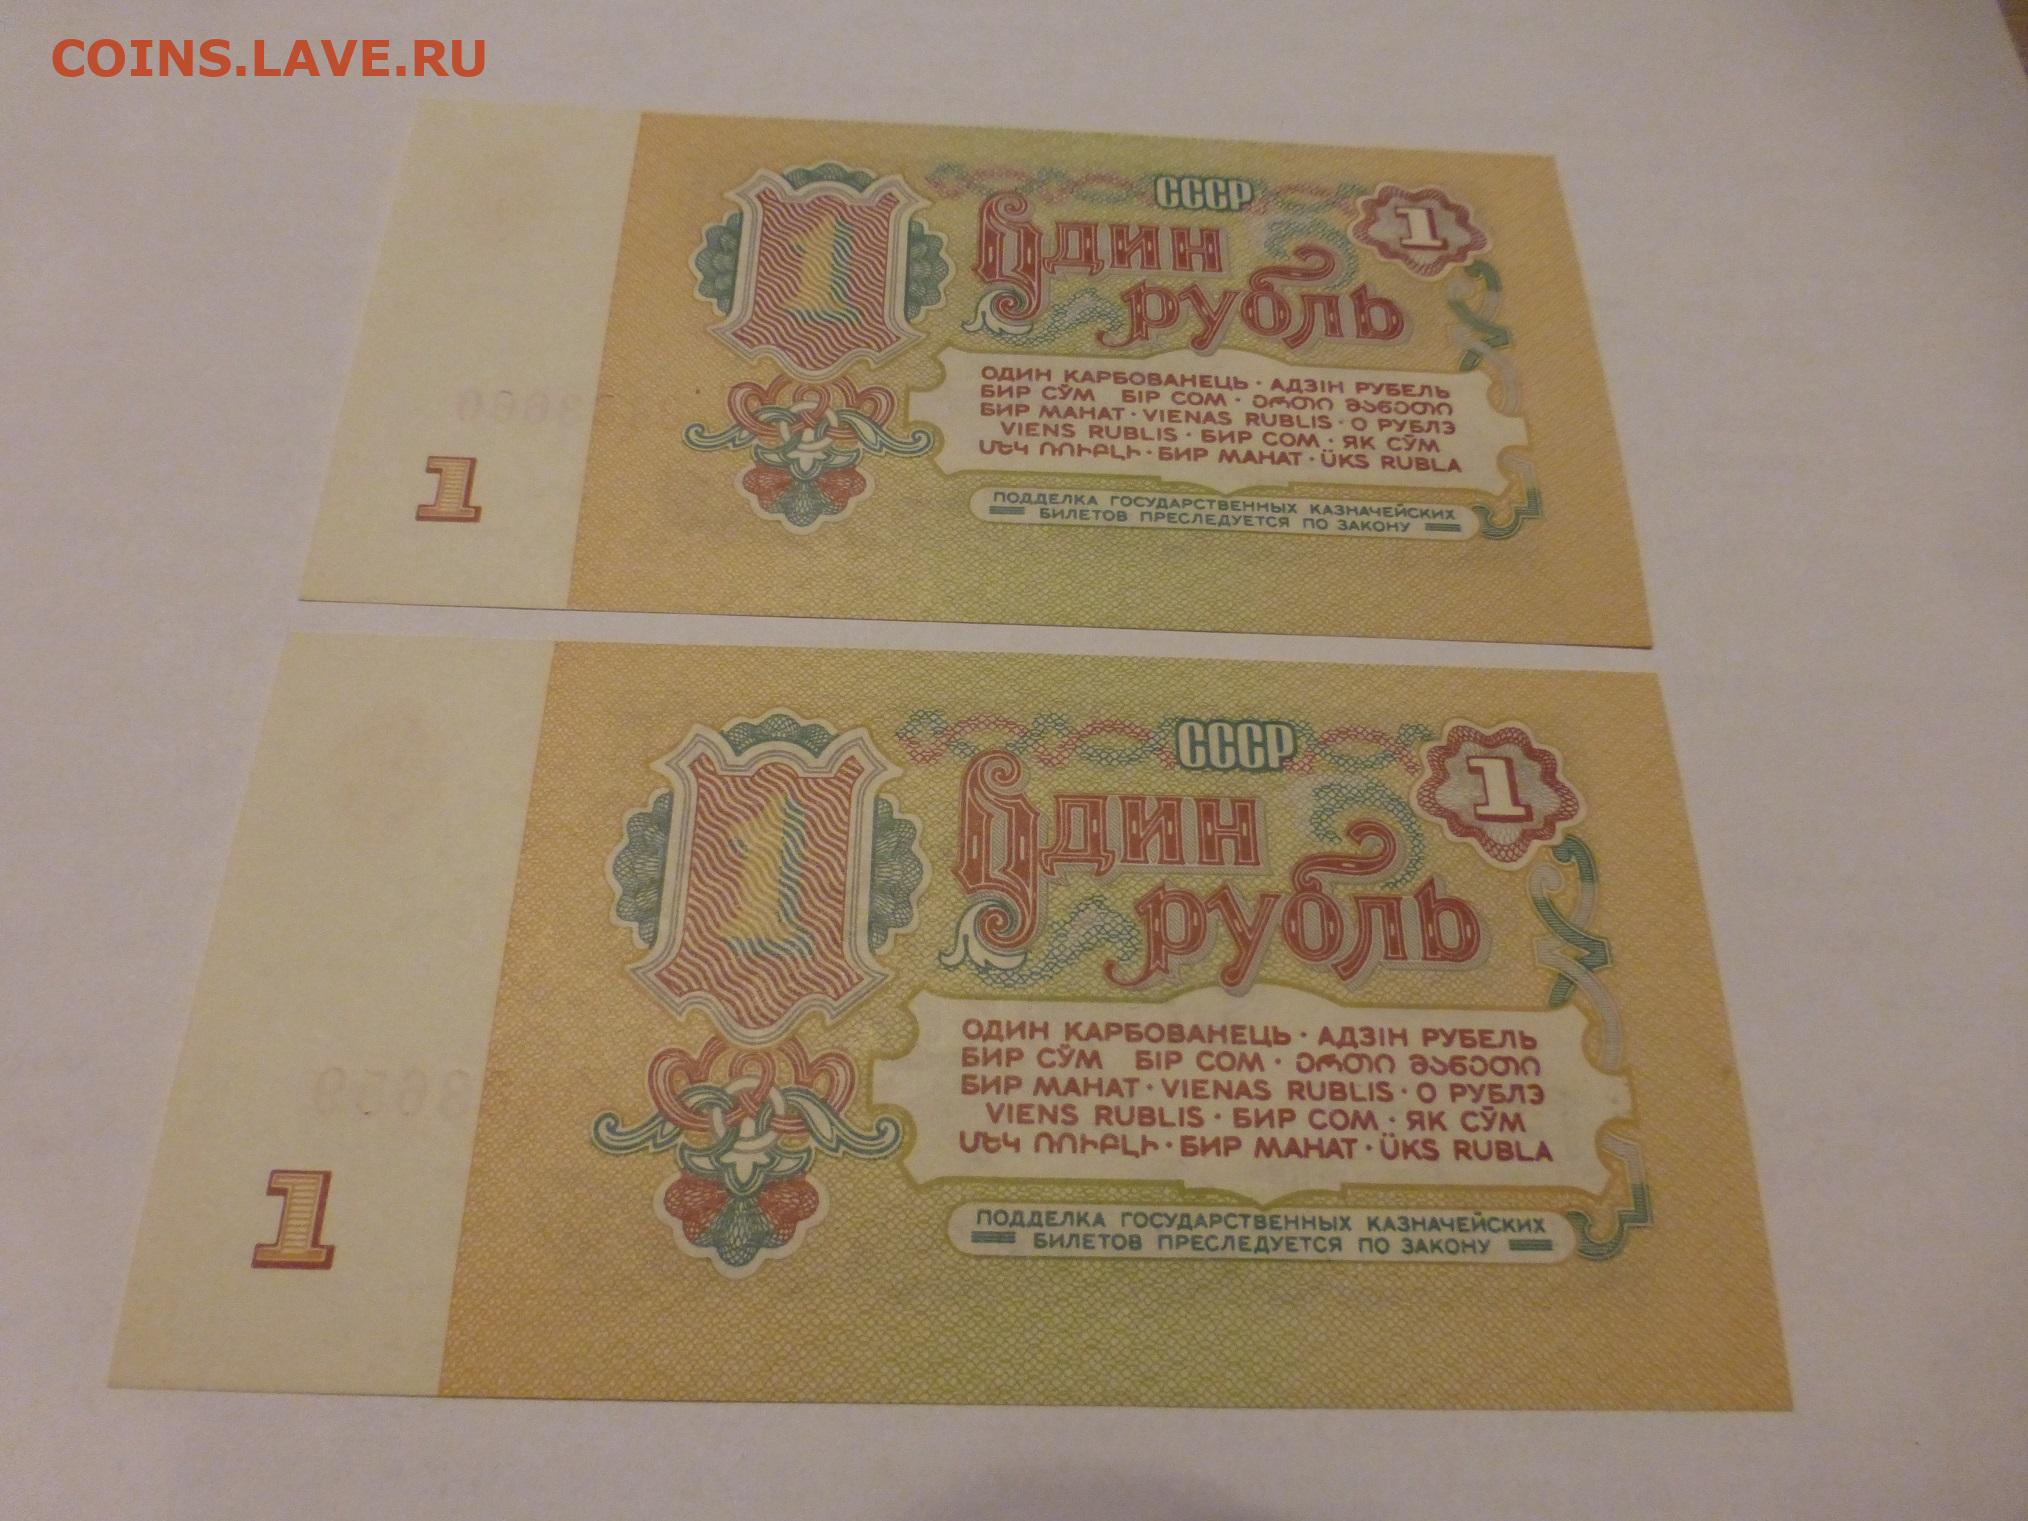 COINS.LAVE.RU
СССР
1
Один
рубль
1
ОДИН КАРБОВАНЕЦЬ · АДЗІН РУБЕЛЬ
БИР СЎМ БІР СОМ · ერთი მანეთი
БИР МАНАТ · VIENAS RUBLIS · О РУБЛЭ
VIENS RUBLIS · БИР СОМ · ЯК СӮМ
ՄԵԿ ՌՈՒԲԼԻ · БИР МАНАТ · ÜKS RUBLA
1
ПОДДЕЛКА ГОСУДАРСТВЕННЫХ КАЗНАЧЕЙСКИХ
БИЛЕТОВ ПРЕСЛЕДУЕТСЯ ПО ЗАКОНУ
СССР
1
Один
рубль
1
ОДИН КАРБОВАНЕЦЬ · АДЗІН РУБЕЛЬ
БИР СЎМ БІР СОМ · ერთი მანეთი
БИР МАНАТ · VIENAS RUBLIS · О РУБЛЭ
VIENS RUBLIS · БИР СОМ · ЯК СӮМ
ՄԵԿ ՌՈՒԲԼԻ · БИР МАНАТ · ÜKS RUBLA
1
ПОДДЕЛКА ГОСУДАРСТВЕННЫХ КАЗНАЧЕЙСКИХ
БИЛЕТОВ ПРЕСЛЕДУЕТСЯ ПО ЗАКОНУ